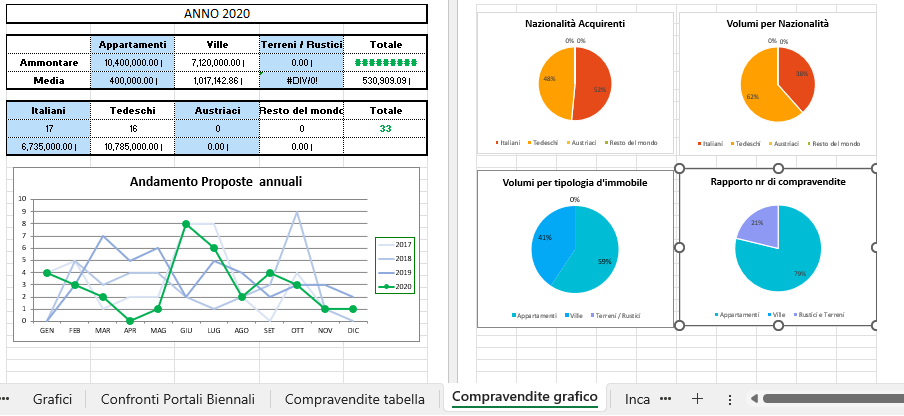 ANNO 2020
Appartamenti Ville Terreni / Rustici Totale
Ammontare 10,400,000.00 7,120,000.00 0.00 #########
Media 400,000.00 1,017,142.86 #DIV/0! 530,909.09
Italiani Tedeschi Austriaci Resto del mondo Totale
17 16 0 0 33
6,735,000.00 10,785,000.00 0.00 0.00
Andamento Proposte annuali
10
9
8
7
6
5
4
3
2
1
0
GEN FEB MAR APR MAG GIU LUG AGO SET OTT NOV DIC
2017
2018
2019
2020
Nazionalità Acquirenti
0% 0%
48%
52%
Italiani Tedeschi Austriaci Resto del mondo
Volumi per Nazionalità
0% 0%
38%
62%
Italiani Tedeschi Austriaci Resto del mondo
Volumi per tipologia d'immobile
0%
41%
59%
Appartamenti Ville Terreni / Rustici
Rapporto nr di compravendite
21%
79%
Appartamenti Ville Rustici e Terreni
Grafici Confronti Portali Biennali Compravendite tabella Compravendite grafico Inca